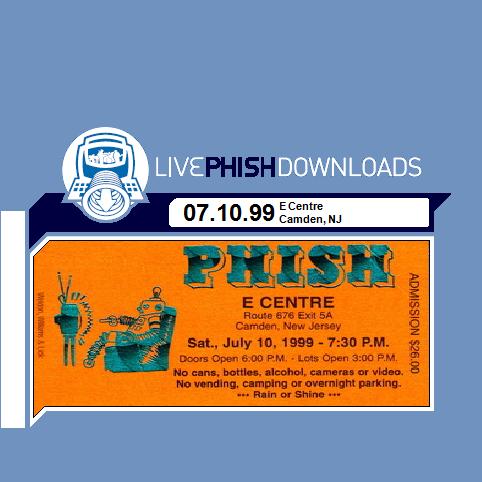 LIVEPHISHDOWNLOADS
07.10.99 E Centre
Camden, NJ
PHISH
E CENTRE
Route 676 Exit 5A
Camden, New Jersey
Sat., July 10, 1999 - 7:30 P.M.
Doors Open 6:00 P.M. - Lots Open 3:00 P.M.
No cans, bottles, alcohol, cameras or video.
No vending, camping or overnight parking.
*** Rain or Shine ***
ADMISSION $26.00